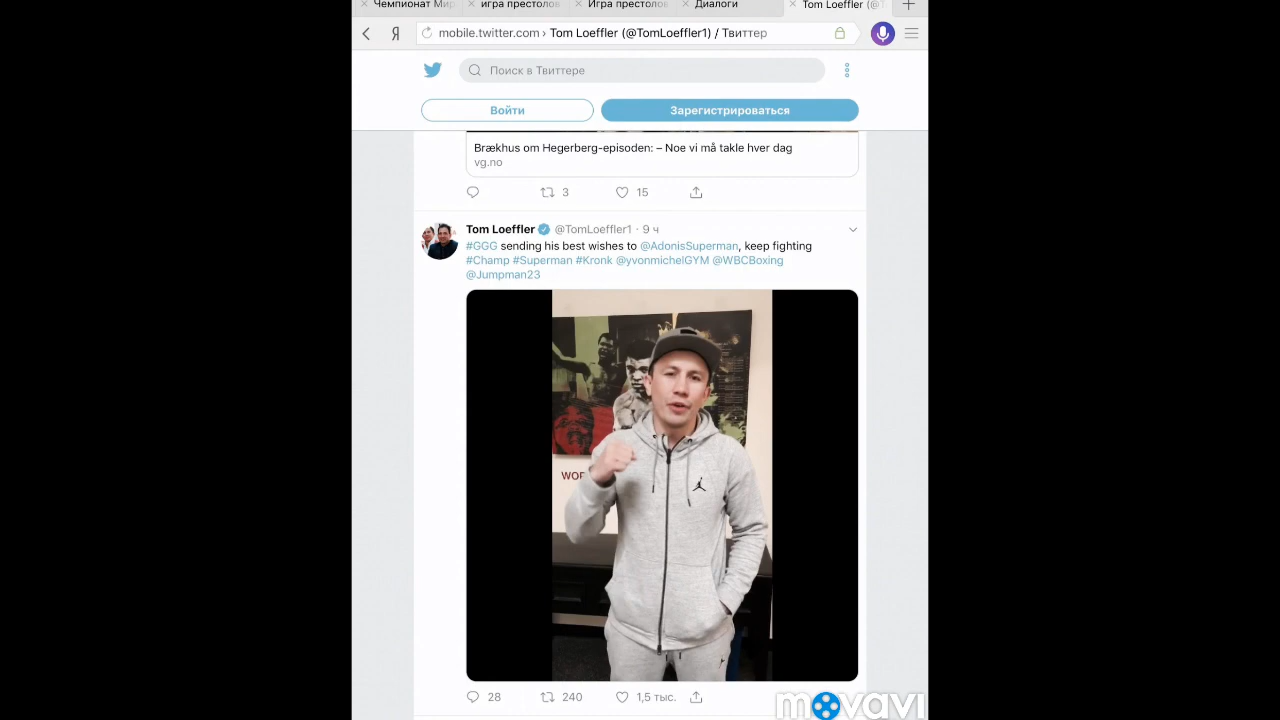 Чемпионат Мир
игра престолов
Игра престолов
Диалоги
Tom Loeffler (@T
Я
mobile.twitter.com › Tom Loeffler (@TomLoeffler1) / Твиттер
Поиск в Твиттере
Войти
Зарегистрироваться
Brækhus om Hegerberg-episoden: – Noe vi må takle hver dag
vg.no
3
15
Tom Loeffler @TomLoeffler1 · 9 ч
#GGG sending his best wishes to @AdonisSuperman, keep fighting
#Champ #Superman #Kronk @yvonmichelGYM @WBCBoxing
@Jumpman23
WOR
28
240
1,5 тыс.
movavi